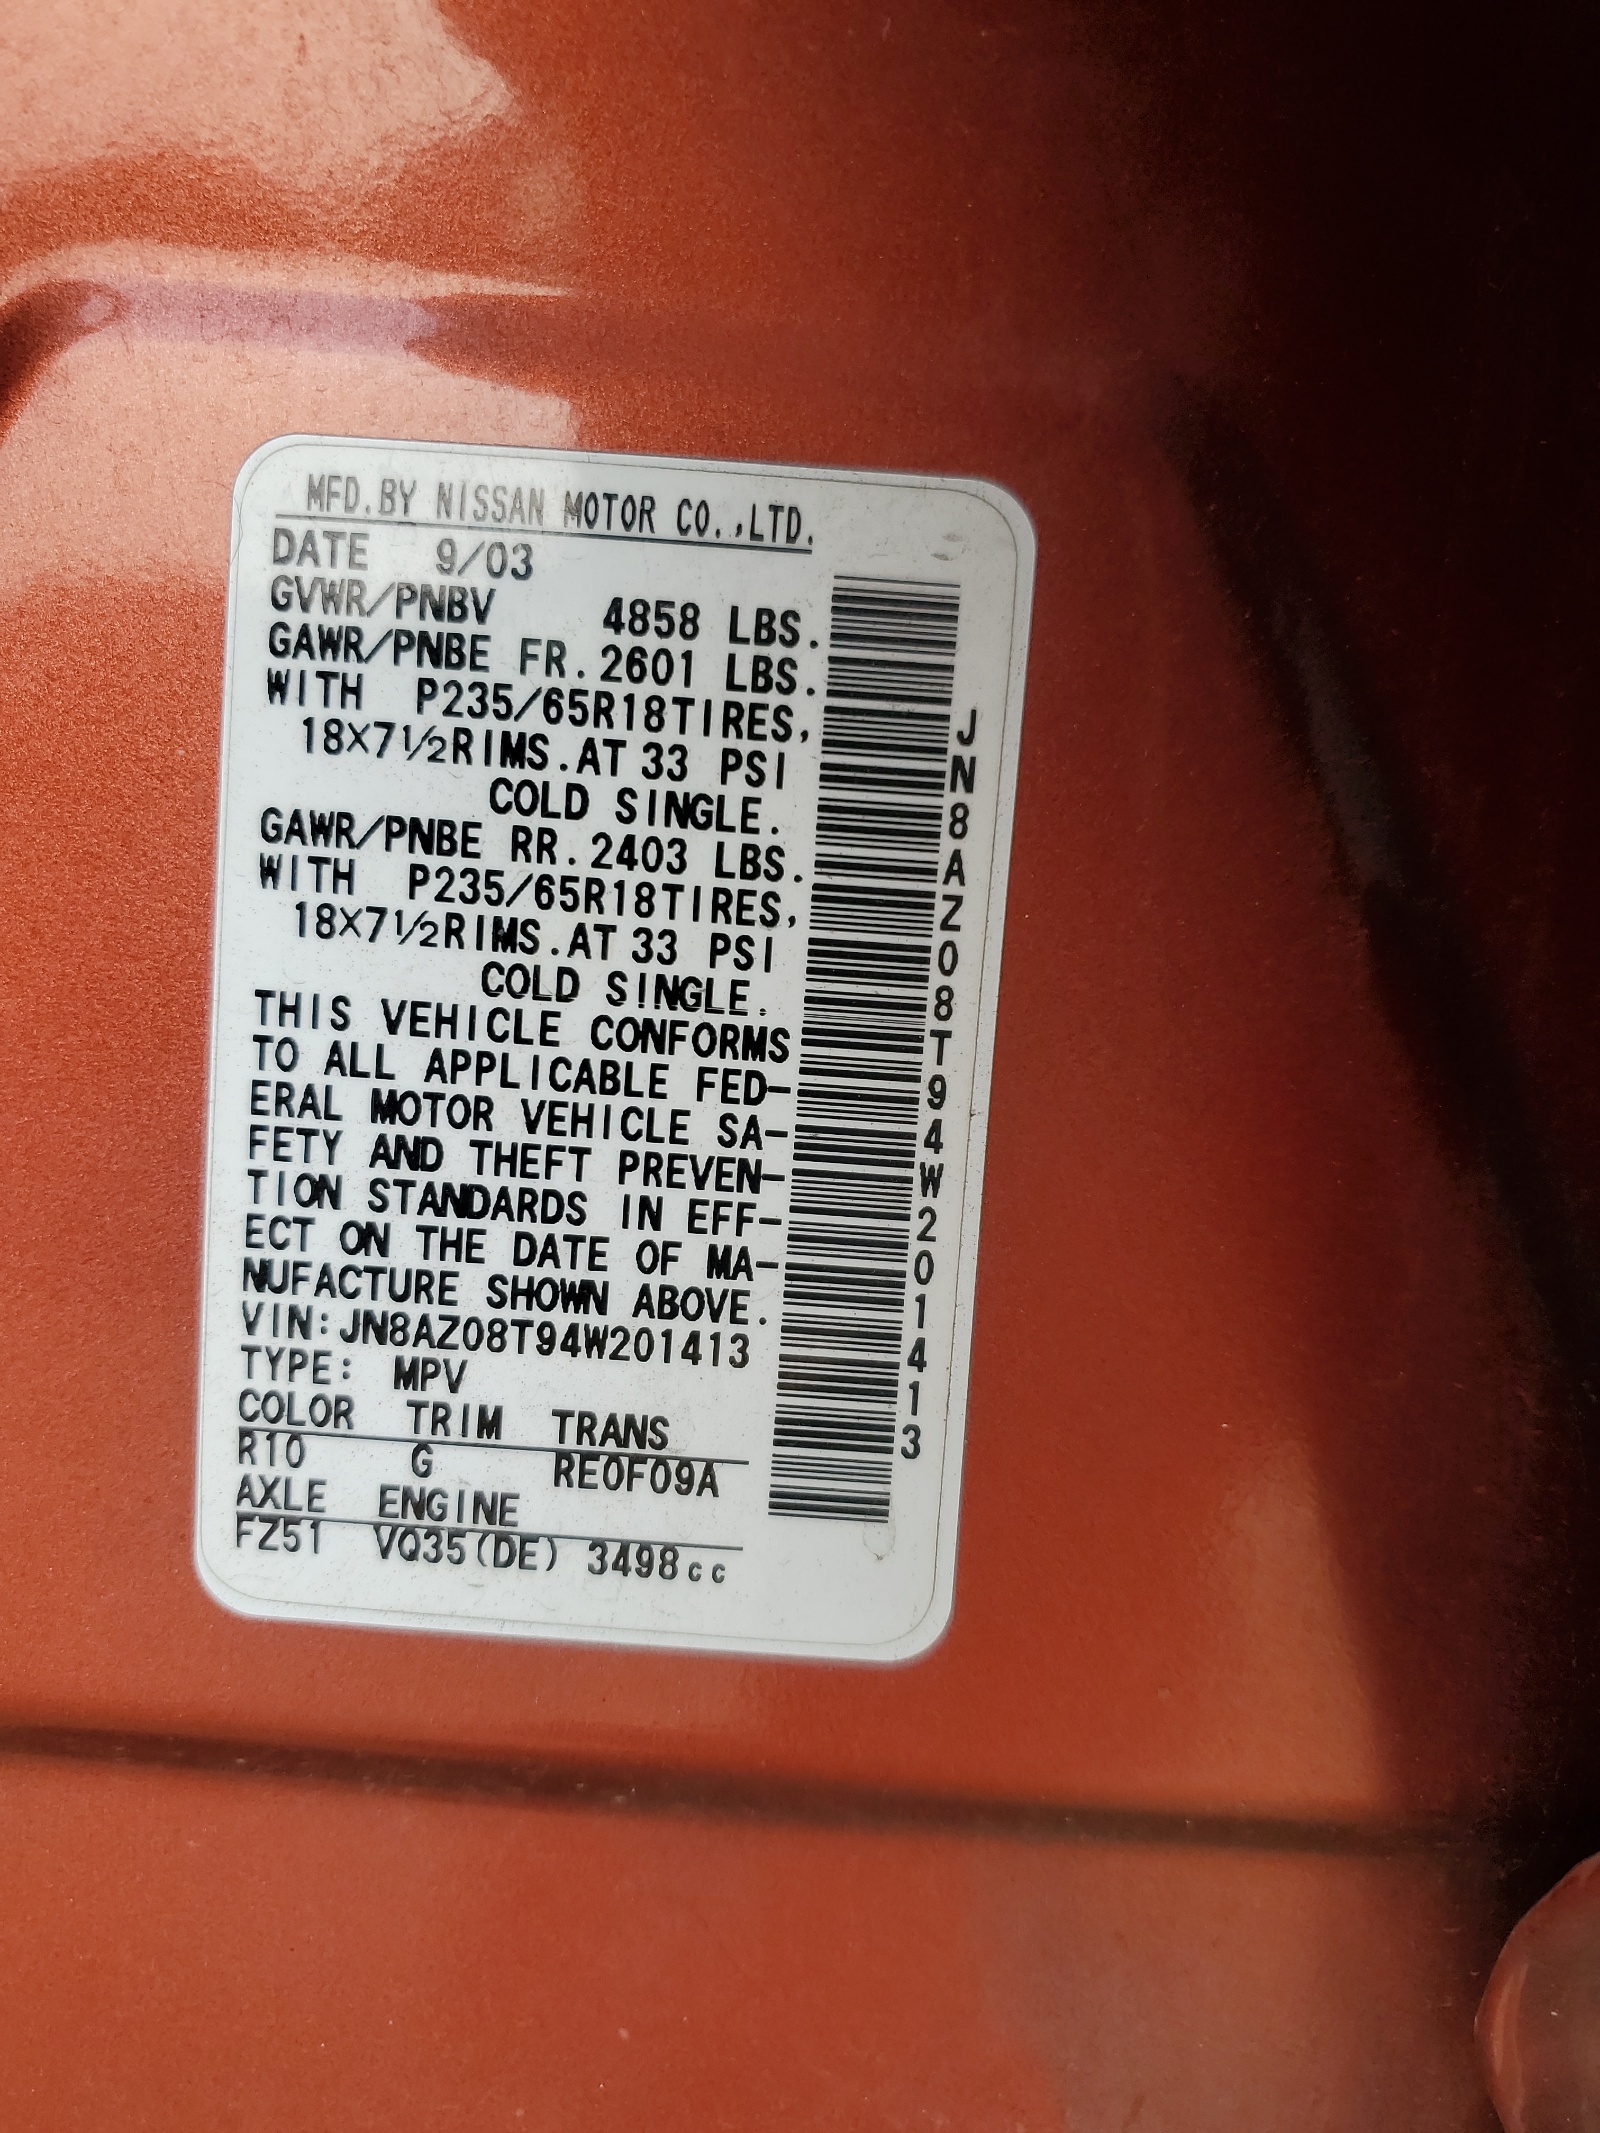 MFD.BY NISSAN MOTOR CO.,LTD.
DATE 9/03
GVWR/PNBV 4858 LBS.
GAWR/PNBE FR.2601 LBS.
WITH P235/65R18TIRES,
18X7½RIMS.AT 33 PSI
COLD SINGLE.
GAWR/PNBE RR.2403 LBS.
WITH P235/65R18TIRES,
18X7½RIMS.AT 33 PSI
COLD SINGLE.
THIS VEHICLE CONFORMS
TO ALL APPLICABLE FED-
ERAL MOTOR VEHICLE SA-
FETY AND THEFT PREVEN-
TION STANDARDS IN EFF-
ECT ON THE DATE OF MA-
NUFACTURE SHOWN ABOVE.
VIN:JN8AZ08T94W201413
TYPE: MPV
COLOR TRIM TRANS
R10 G RE0F09A
AXLE ENGINE
FZ51 VQ35(DE) 3498cc
JN8AZ08T94W201413